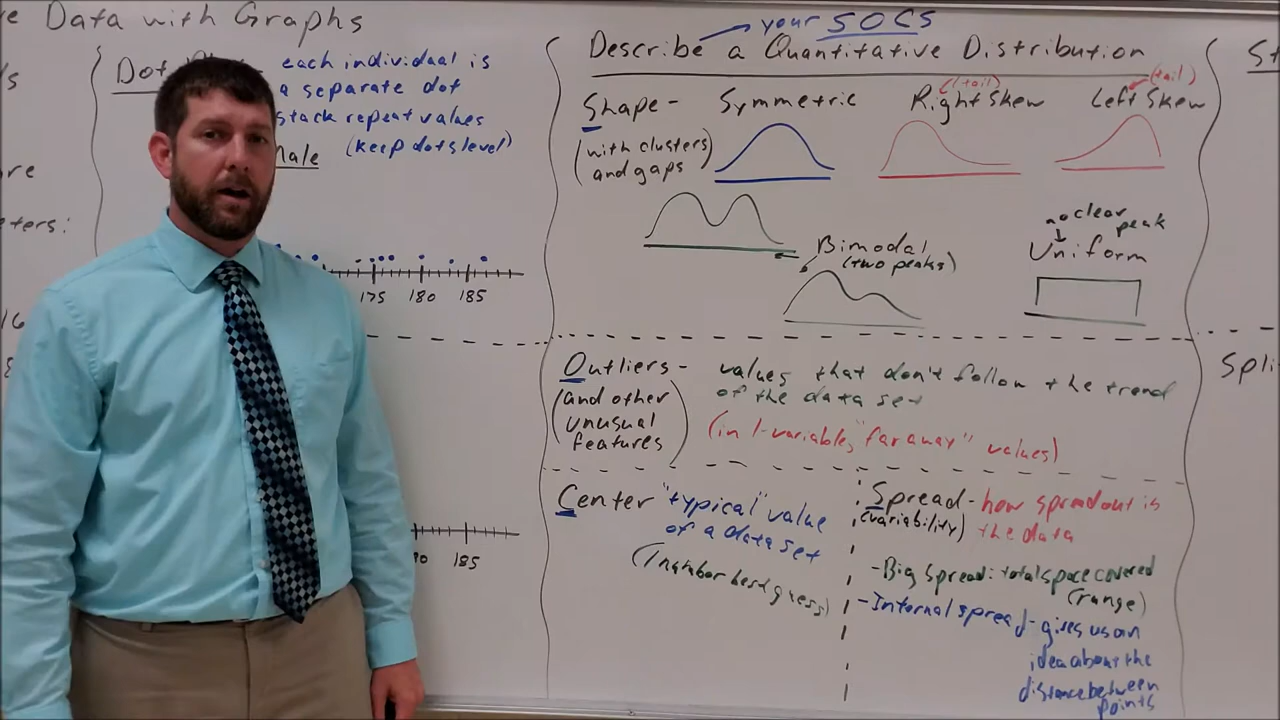 Data with Graphs
Dot
each individual is
a separate dot
stack repeat values
(keep dots level)
175 180 185
185
your SOCS
Describe a Quantitative Distribution
Shape -
(with clusters
and gaps)
Symmetric
(tail)
Right Skew
(tail)
Left Skew
Bimodal
(two peaks)
no clear
peak
Uniform
Outliers -
(and other
unusual
features)
values that don't follow the trend
of the data set
(in 1-variable, "far away" values)
Center "typical" value
of a data set
(1 number best guess)
Spread - how spread out is
(variability) the data
- Big spread: total space covered
(range)
- Internal spread - gives us an
idea about the
distance between
points
Spli